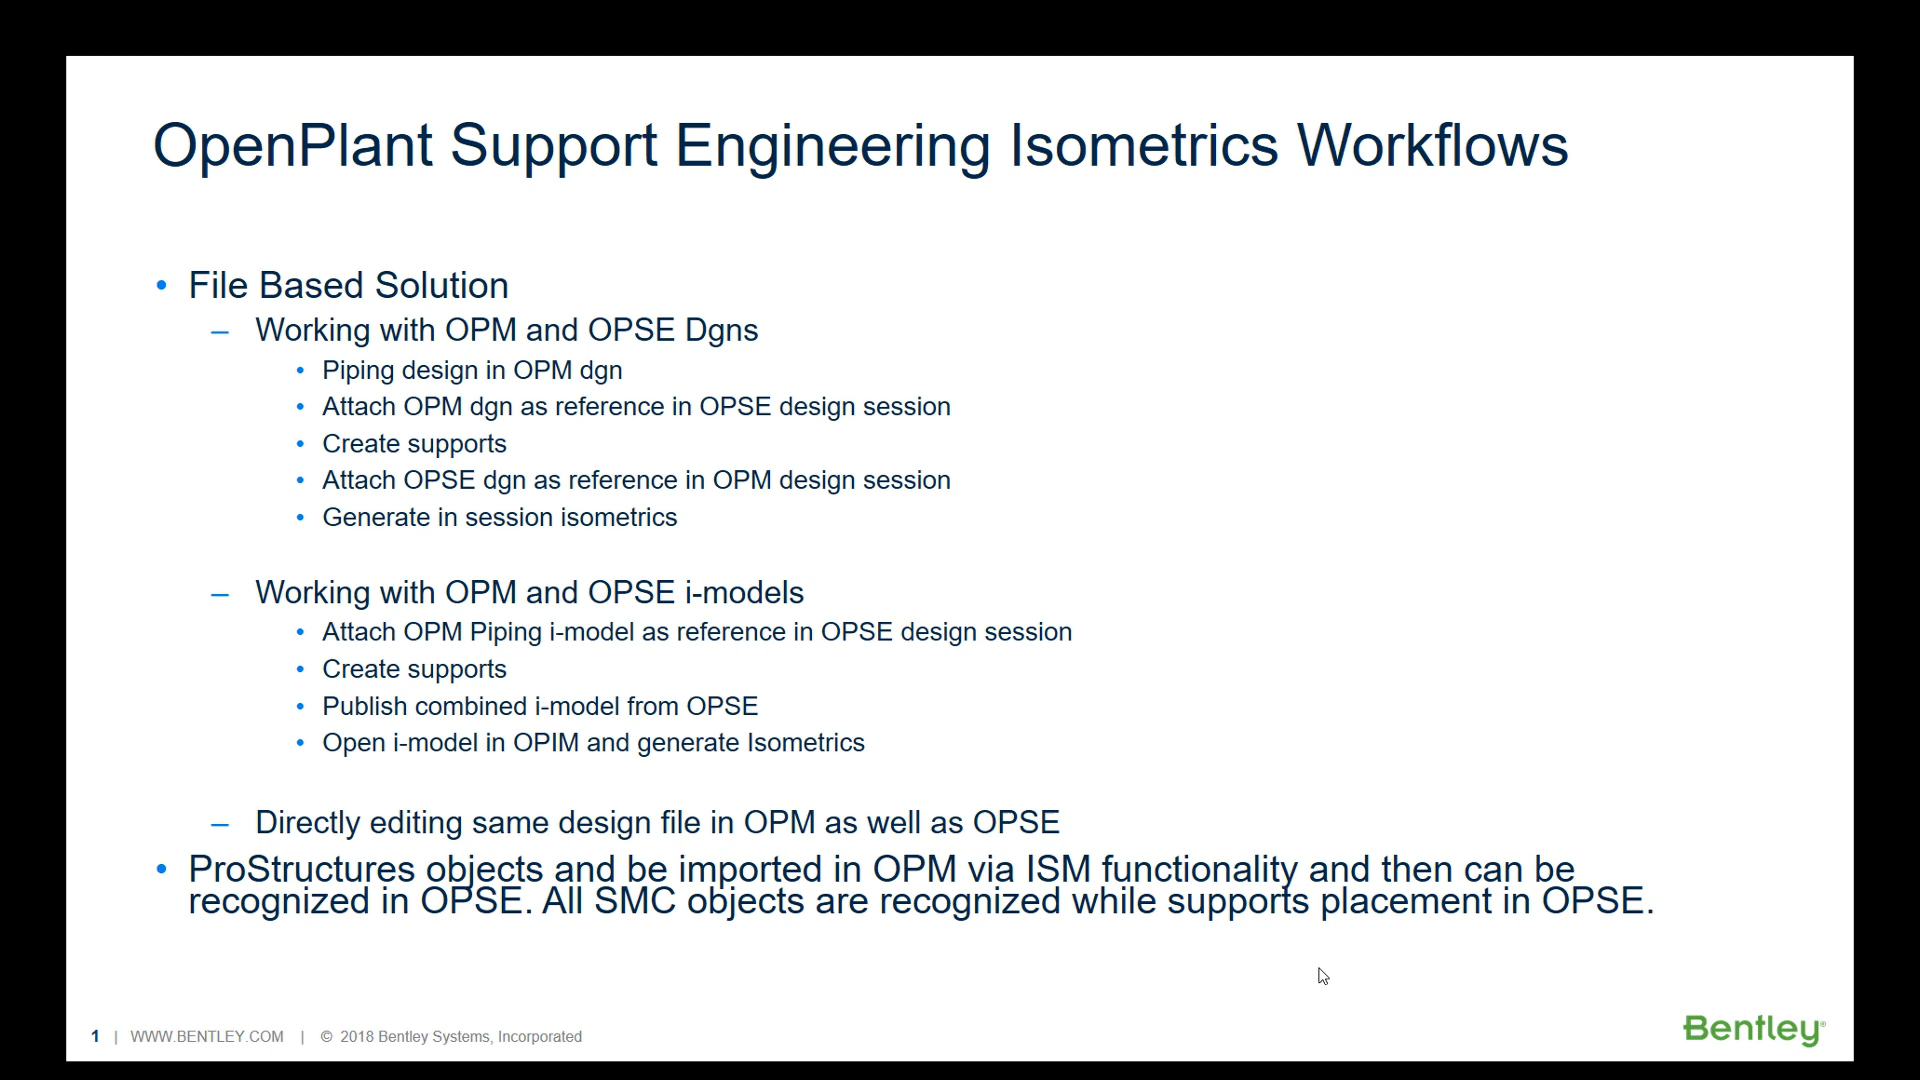 OpenPlant Support Engineering Isometrics Workflows
• File Based Solution
– Working with OPM and OPSE Dgns
• Piping design in OPM dgn
• Attach OPM dgn as reference in OPSE design session
• Create supports
• Attach OPSE dgn as reference in OPM design session
• Generate in session isometrics
– Working with OPM and OPSE i-models
• Attach OPM Piping i-model as reference in OPSE design session
• Create supports
• Publish combined i-model from OPSE
• Open i-model in OPIM and generate Isometrics
– Directly editing same design file in OPM as well as OPSE
• ProStructures objects and be imported in OPM via ISM functionality and then can be
recognized in OPSE. All SMC objects are recognized while supports placement in OPSE.
1 | WWW.BENTLEY.COM | © 2018 Bentley Systems, Incorporated
Bentley®